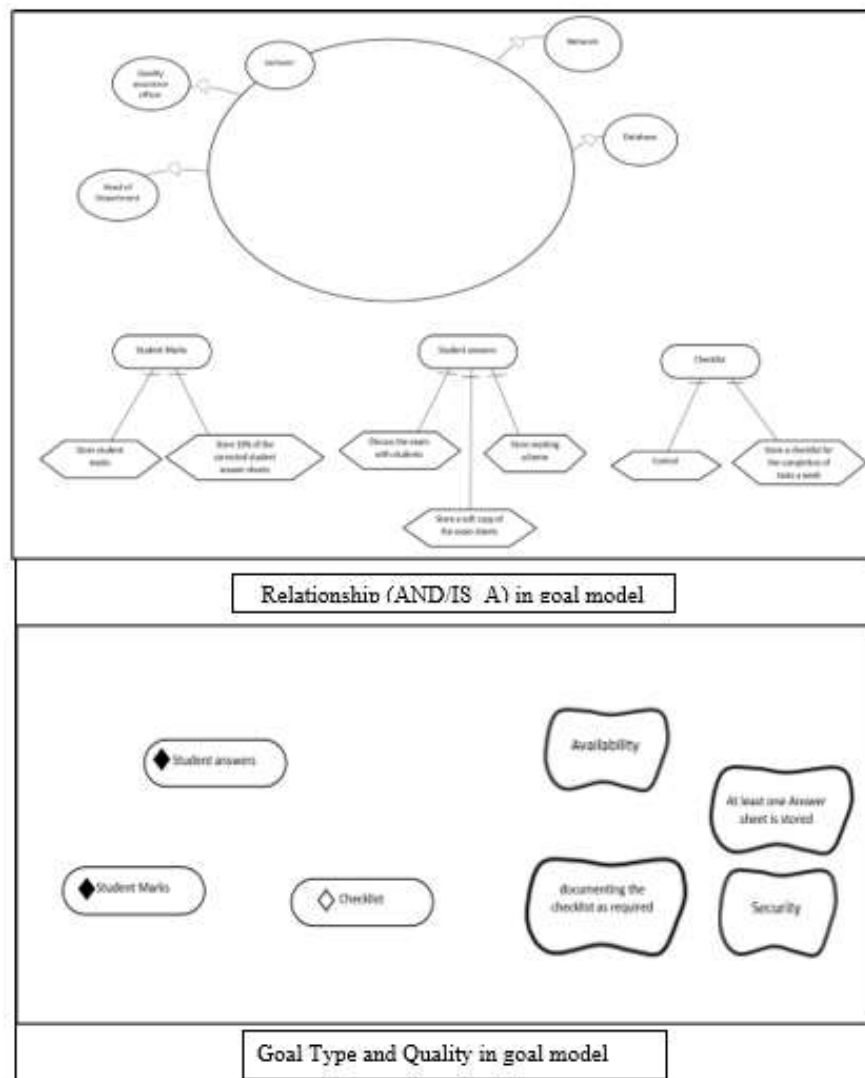 Lecturer
Network
Quality
assurance
officer
Database
Head of
Department
Student Marks
Student answers
Checklist
Store student
marks
Store 10% of the
corrected student
answer sheets
Discuss the exam
with students
Store marking
scheme
Control
Store a checklist for
the completion of
tasks a week
Store a soft copy of
the exam sheets
Relationship (AND/IS_A) in goal model
Student answers
Availability
At least one Answer
sheet is stored
Student Marks
Checklist
documenting the
checklist as required
Security
Goal Type and Quality in goal model